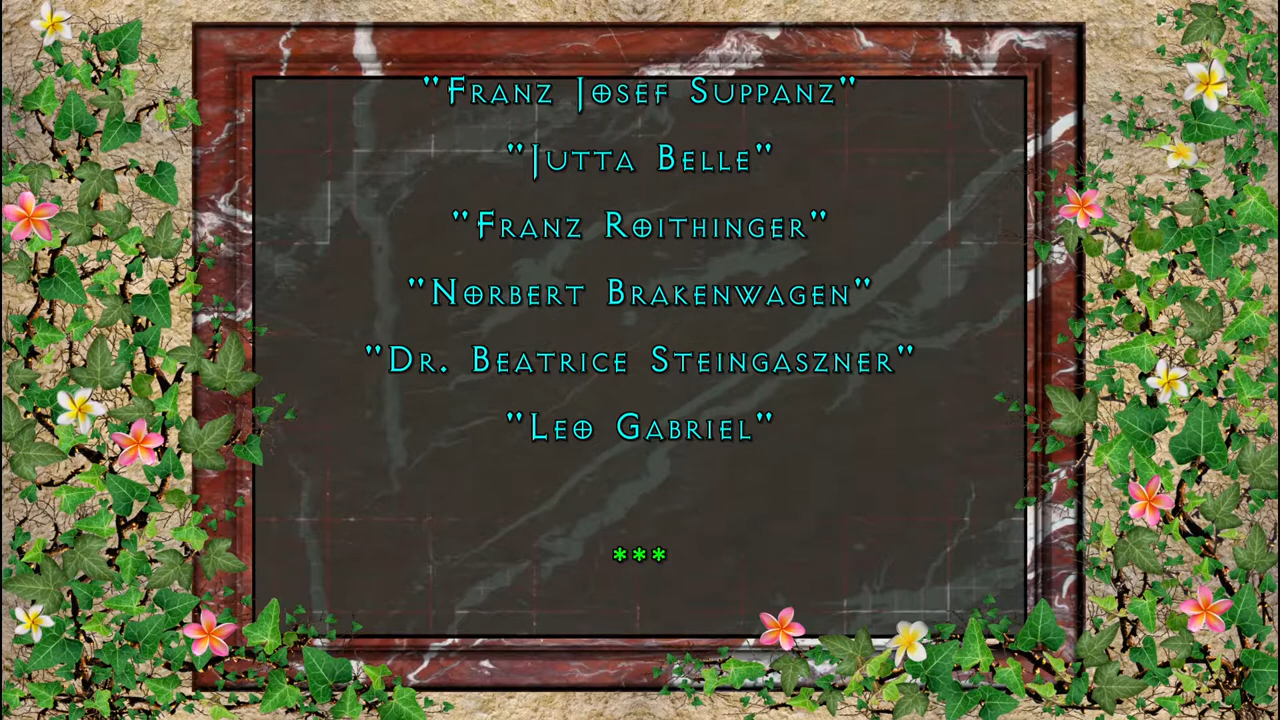 "Franz Josef Suppanz"
"Jutta Belle"
"Franz Roithinger"
"Norbert Brakenwagen"
"Dr. Beatrice Steingaszner"
"Leo Gabriel"
***